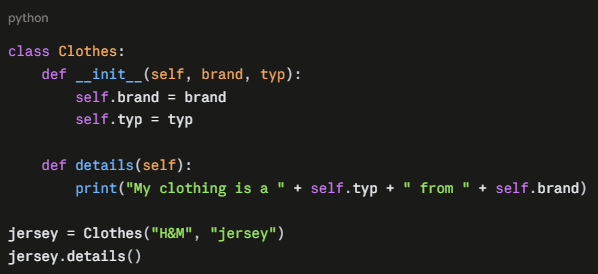 python
class Clothes:
    def __init__(self, brand, typ):
        self.brand = brand
        self.typ = typ
    def details(self):
        print("My clothing is a " + self.typ + " from " + self.brand)
jersey = Clothes("H&M", "jersey")
jersey.details()